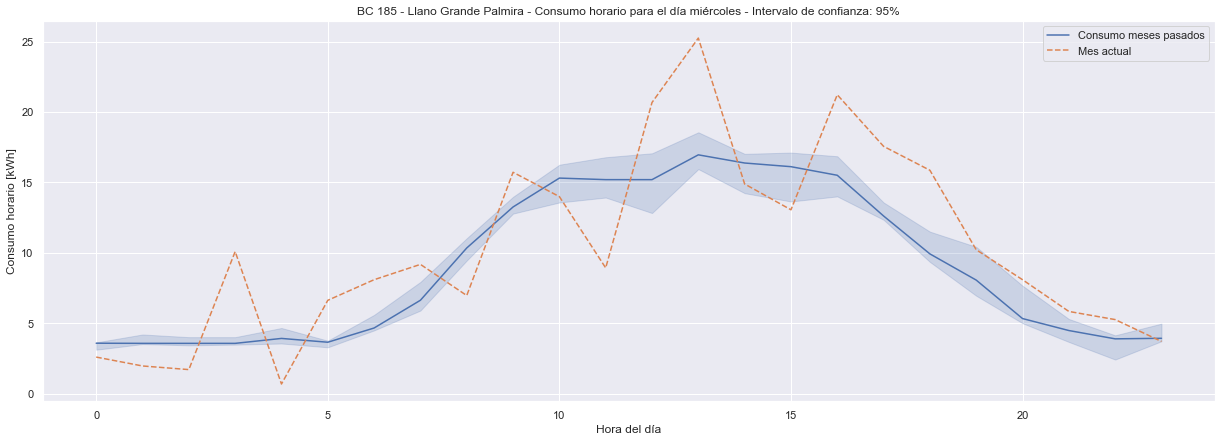 BC 185 - Llano Grande Palmira - Consumo horario para el día miércoles - Intervalo de confianza: 95%
Consumo meses pasados
Mes actual
Consumo horario [kWh]
25
20
15
10
5
0
0 5 10 15 20
Hora del día